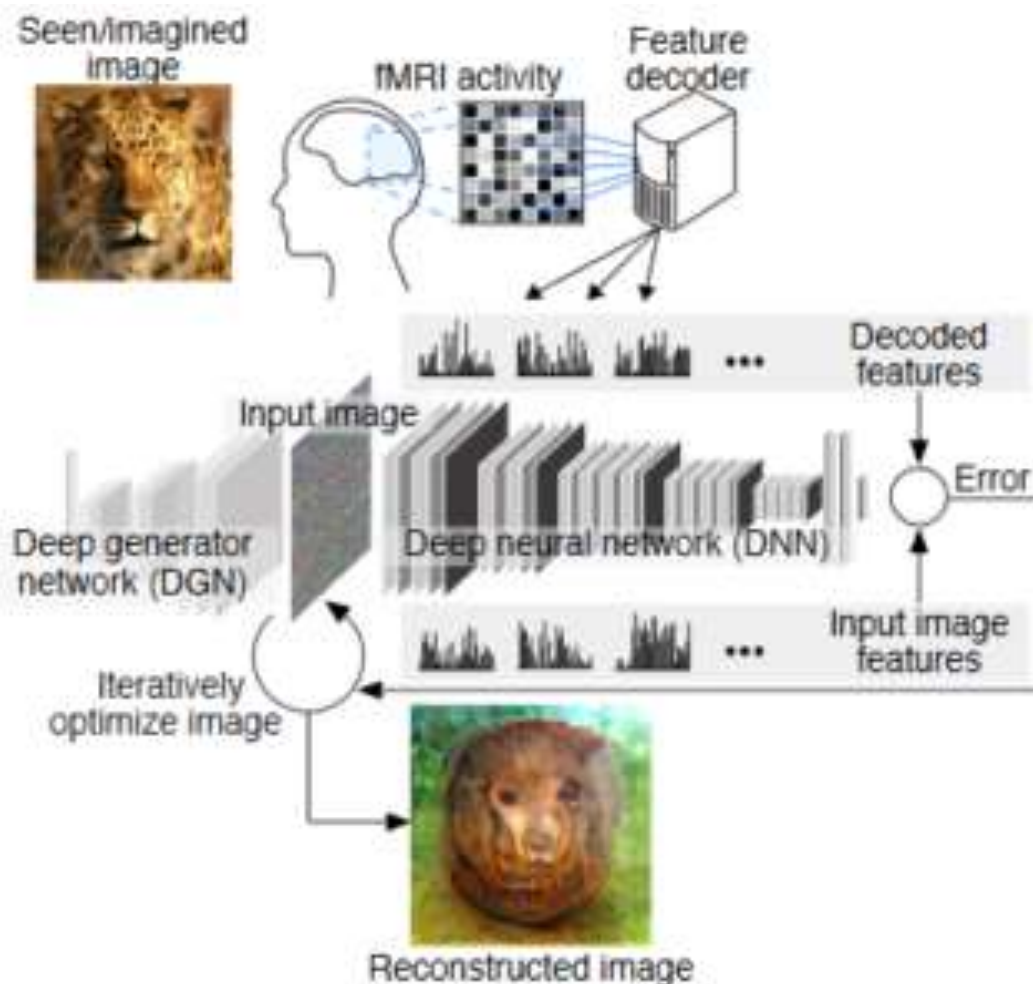 Seen/Imagined
image
fMRI activity
Feature
decoder
Decoded
features
Input image
Error
Deep generator
network (DGN)
Deep neural network (DNN)
Input image
features
Iteratively
optimize image
Reconstructed image